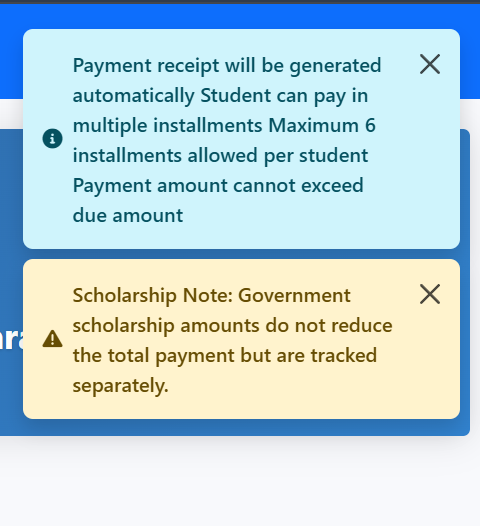 Payment receipt will be generated
automatically Student can pay in
multiple installments Maximum 6
installments allowed per student
Payment amount cannot exceed
due amount
Scholarship Note: Government
scholarship amounts do not reduce
the total payment but are tracked
separately.